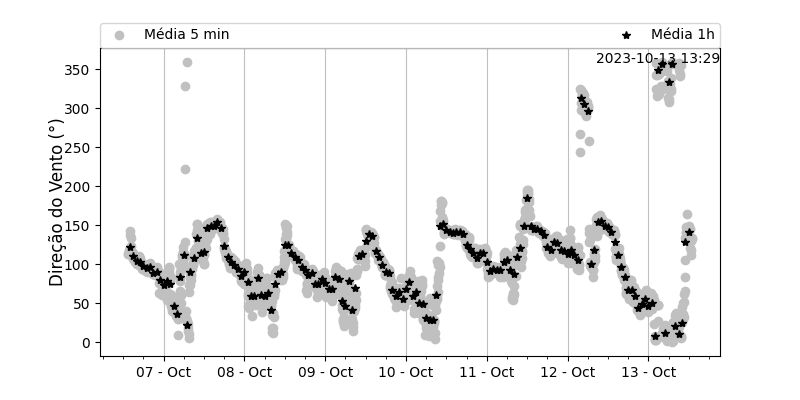 Média 5 min
Média 1h
2023-10-13 13:29
Direção do Vento (°)
350
300
250
200
150
100
50
0
07 - Oct
08 - Oct
09 - Oct
10 - Oct
11 - Oct
12 - Oct
13 - Oct